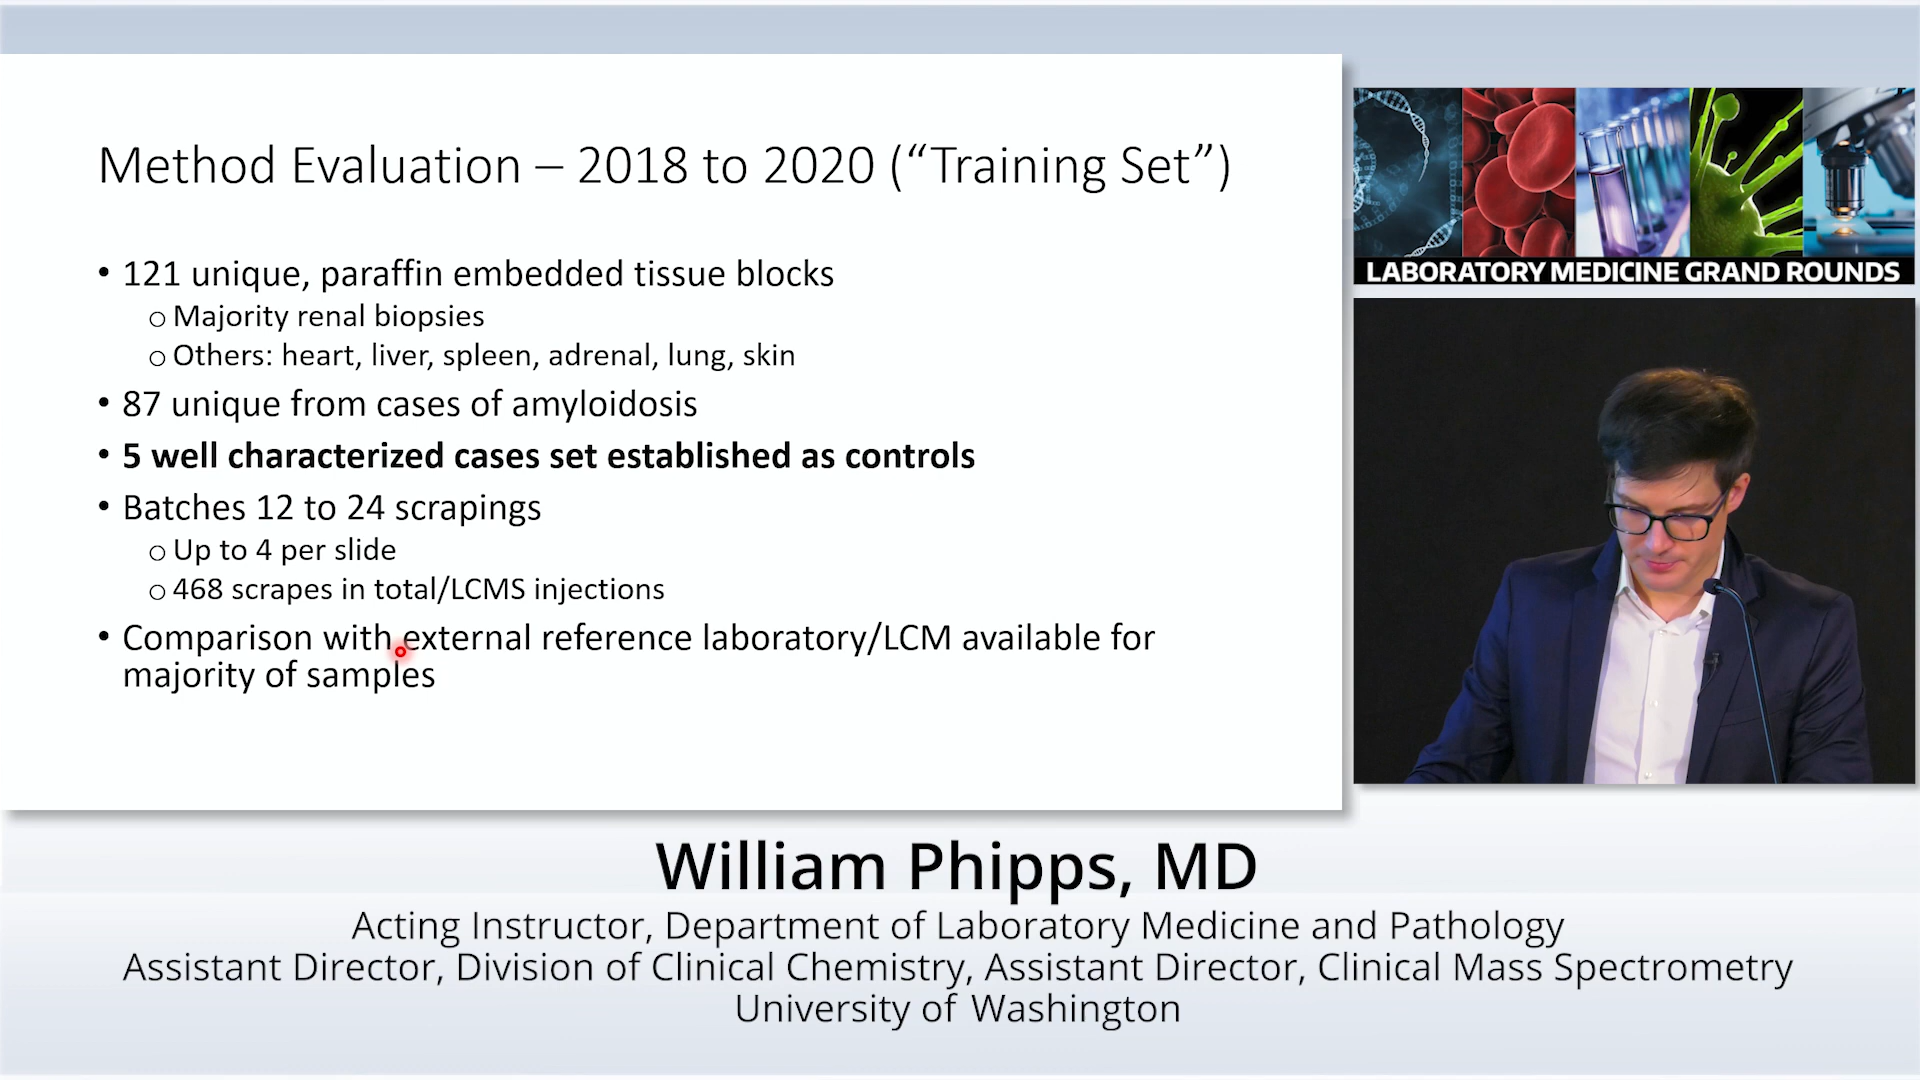 Method Evaluation – 2018 to 2020 (“Training Set”)
• 121 unique, paraffin embedded tissue blocks
o Majority renal biopsies
o Others: heart, liver, spleen, adrenal, lung, skin
• 87 unique from cases of amyloidosis
• 5 well characterized cases set established as controls
• Batches 12 to 24 scrapings
o Up to 4 per slide
o 468 scrapes in total/LCMS injections
• Comparison with external reference laboratory/LCM available for
majority of samples
LABORATORY MEDICINE GRAND ROUNDS
William Phipps, MD
Acting Instructor, Department of Laboratory Medicine and Pathology
Assistant Director, Division of Clinical Chemistry, Assistant Director, Clinical Mass Spectrometry
University of Washington